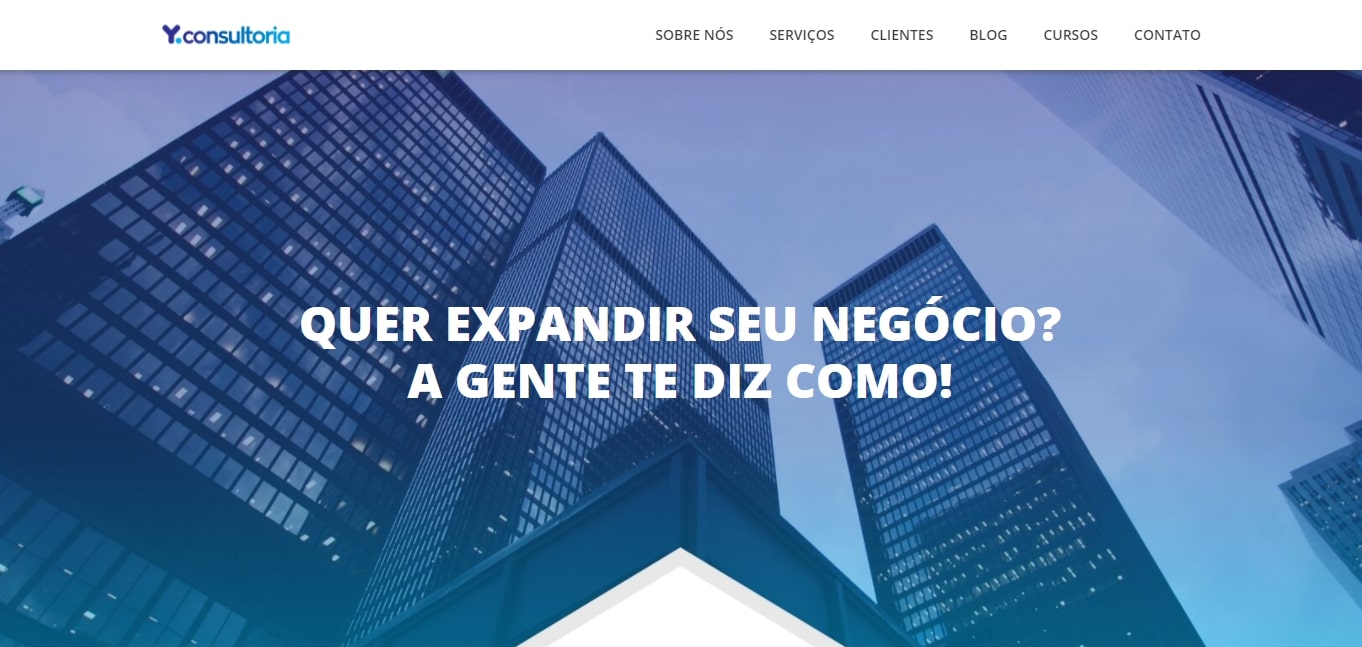 Y.consultoria
SOBRE NÓS SERVIÇOS CLIENTES BLOG CURSOS CONTATO
QUER EXPANDIR SEU NEGÓCIO?
A GENTE TE DIZ COMO!